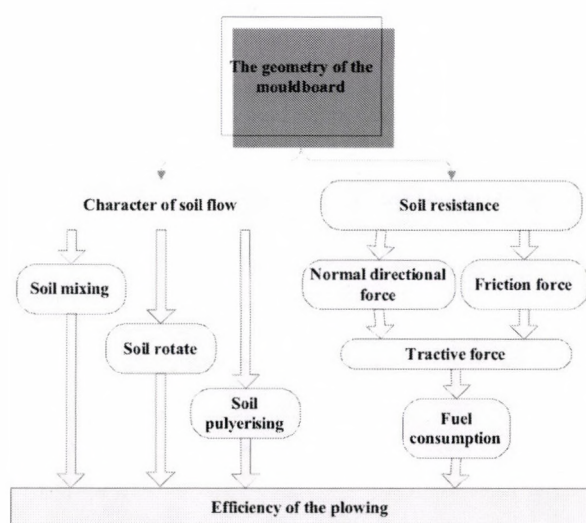 The geometry of the
mouldboard
Character of soil flow
Soil resistance
Soil mixing
Normal directional
force
Friction force
Soil rotate
Tractive force
Soil
pulyerising
Fuel
consumption
Efficiency of the plowing